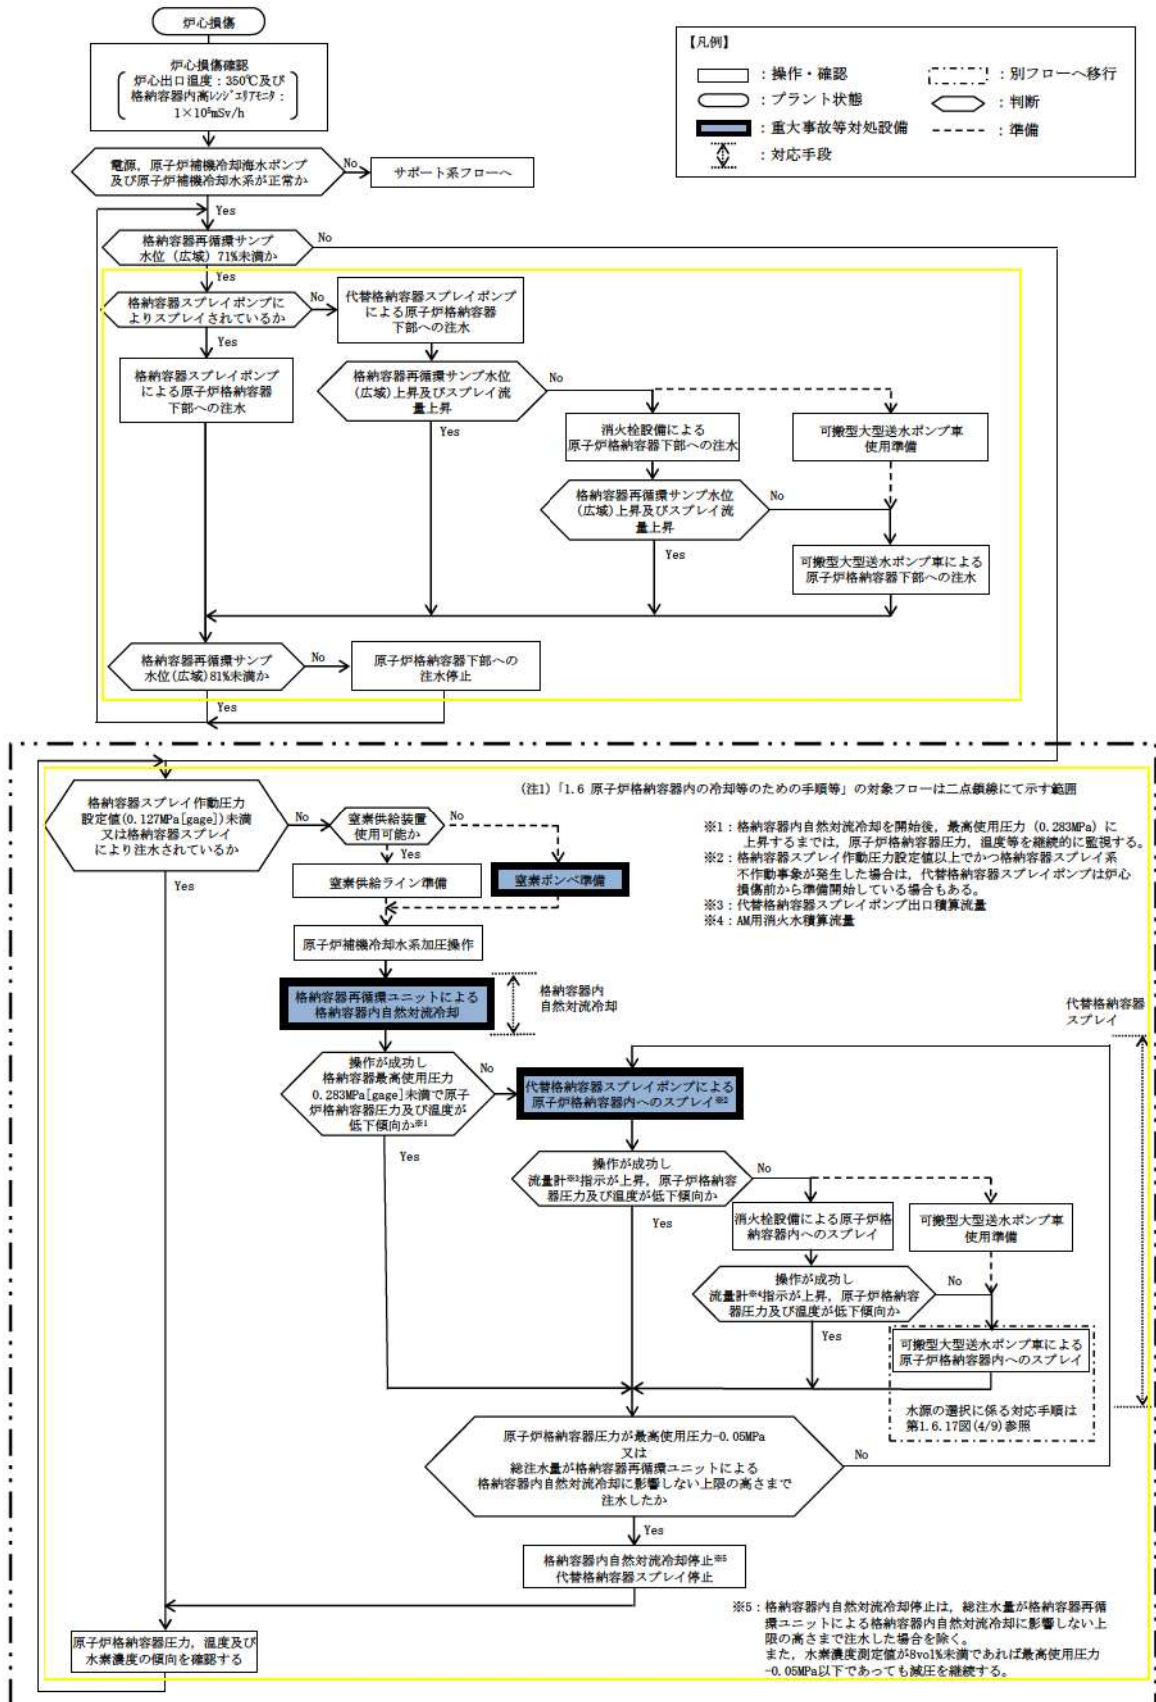 炉心損傷
炉心損傷確認
炉心出口温度：350℃及び
格納容器内高レンジエリアモニタ：
1×10⁵mSv/h
【凡例】
：操作・確認
：別フローへ移行
：プラント状態
：判断
：重大事故等対処設備
：準備
：対応手段
電源，原子炉補機冷却海水ポンプ
及び原子炉補機冷却水系が正常か
No
サポート系フローへ
Yes
格納容器再循環サンプ
水位（広域）71%未満か
No
Yes
格納容器スプレイポンプに
よりスプレイされているか
No
代替格納容器スプレイポンプ
による原子炉格納容器
下部への注水
Yes
格納容器スプレイポンプ
による原子炉格納容器
下部への注水
格納容器再循環サンプ水位
(広域)上昇及びスプレイ流
量上昇
No
Yes
消火栓設備による
原子炉格納容器下部への注水
可搬型大型送水ポンプ車
使用準備
格納容器再循環サンプ水位
(広域)上昇及びスプレイ流
量上昇
No
Yes
可搬型大型送水ポンプ車による
原子炉格納容器下部への注水
格納容器再循環サンプ
水位(広域)81%未満か
No
原子炉格納容器下部への
注水停止
Yes
(注1)「1.6 原子炉格納容器内の冷却等のための手順等」の対象フローは二点鎖線にて示す範囲
格納容器スプレイ作動圧力
設定値(0.127MPa[gage])未満
又は格納容器スプレイ
により注水されているか
No
窒素供給装置
使用可能か
No
Yes
Yes
窒素供給ライン準備
窒素ボンベ準備
※1：格納容器内自然対流冷却を開始後，最高使用圧力（0.283MPa）に
上昇するまでは，原子炉格納容器圧力，温度等を継続的に監視する。
※2：格納容器スプレイ作動圧力設定値以上でかつ格納容器スプレイ系
不作動事象が発生した場合は，代替格納容器スプレイポンプは炉心
損傷前から準備開始している場合もある。
※3：代替格納容器スプレイポンプ出口積算流量
※4：AM用消火水積算流量
原子炉補機冷却水系加圧操作
格納容器再循環ユニットによる
格納容器内自然対流冷却
格納容器内
自然対流冷却
代替格納容器
スプレイ
操作が成功し
格納容器最高使用圧力
0.283MPa[gage]未満で原子
炉格納容器圧力及び温度が
低下傾向か※1
No
代替格納容器スプレイポンプによる
原子炉格納容器内へのスプレイ※2
Yes
操作が成功し
流量計※3指示が上昇，原子炉格納容
器圧力及び温度が低下傾向か
No
Yes
消火栓設備による原子炉格
納容器内へのスプレイ
可搬型大型送水ポンプ車
使用準備
操作が成功し
流量計※4指示が上昇，原子炉格納容
器圧力及び温度が低下傾向か
No
Yes
可搬型大型送水ポンプ車による
原子炉格納容器内へのスプレイ
水源の選択に係る対応手順は
第1.6.17図(4/9)参照
原子炉格納容器圧力が最高使用圧力-0.05MPa
又は
総注水量が格納容器再循環ユニットによる
格納容器内自然対流冷却に影響しない上限の高さまで
注水したか
No
Yes
格納容器内自然対流冷却停止※5
代替格納容器スプレイ停止
※5：格納容器内自然対流冷却停止は，総注水量が格納容器再循
環ユニットによる格納容器内自然対流冷却に影響しない上
限の高さまで注水した場合を除く。
また，水素濃度測定値が8vol%未満であれば最高使用圧力
-0.05MPa以下であっても減圧を継続する。
原子炉格納容器圧力，温度及び
水素濃度の傾向を確認する